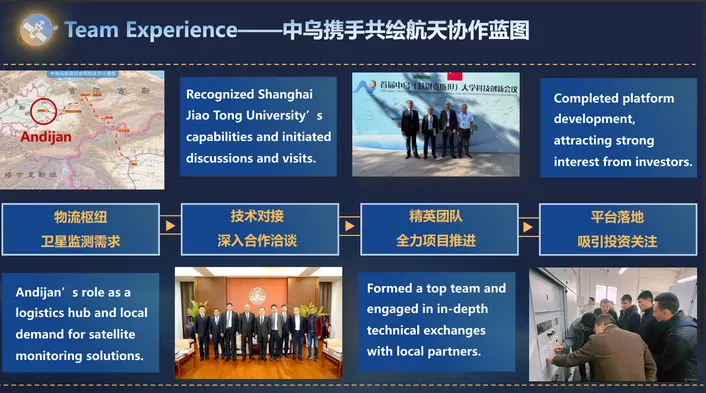 Team Experience——中乌携手共绘航天协作蓝图
Andijan
Recognized Shanghai
Jiao Tong University's
capabilities and initiated
discussions and visits.
首届中乌（兹别克斯坦）大学科技创新会议
Completed platform
development,
attracting strong
interest from investors.
物流枢纽
卫星监测需求
技术对接
深入合作洽谈
精英团队
全力项目推进
平台落地
吸引投资关注
Andijan's role as a
logistics hub and local
demand for satellite
monitoring solutions.
Formed a top team and
engaged in in-depth
technical exchanges
with local partners.